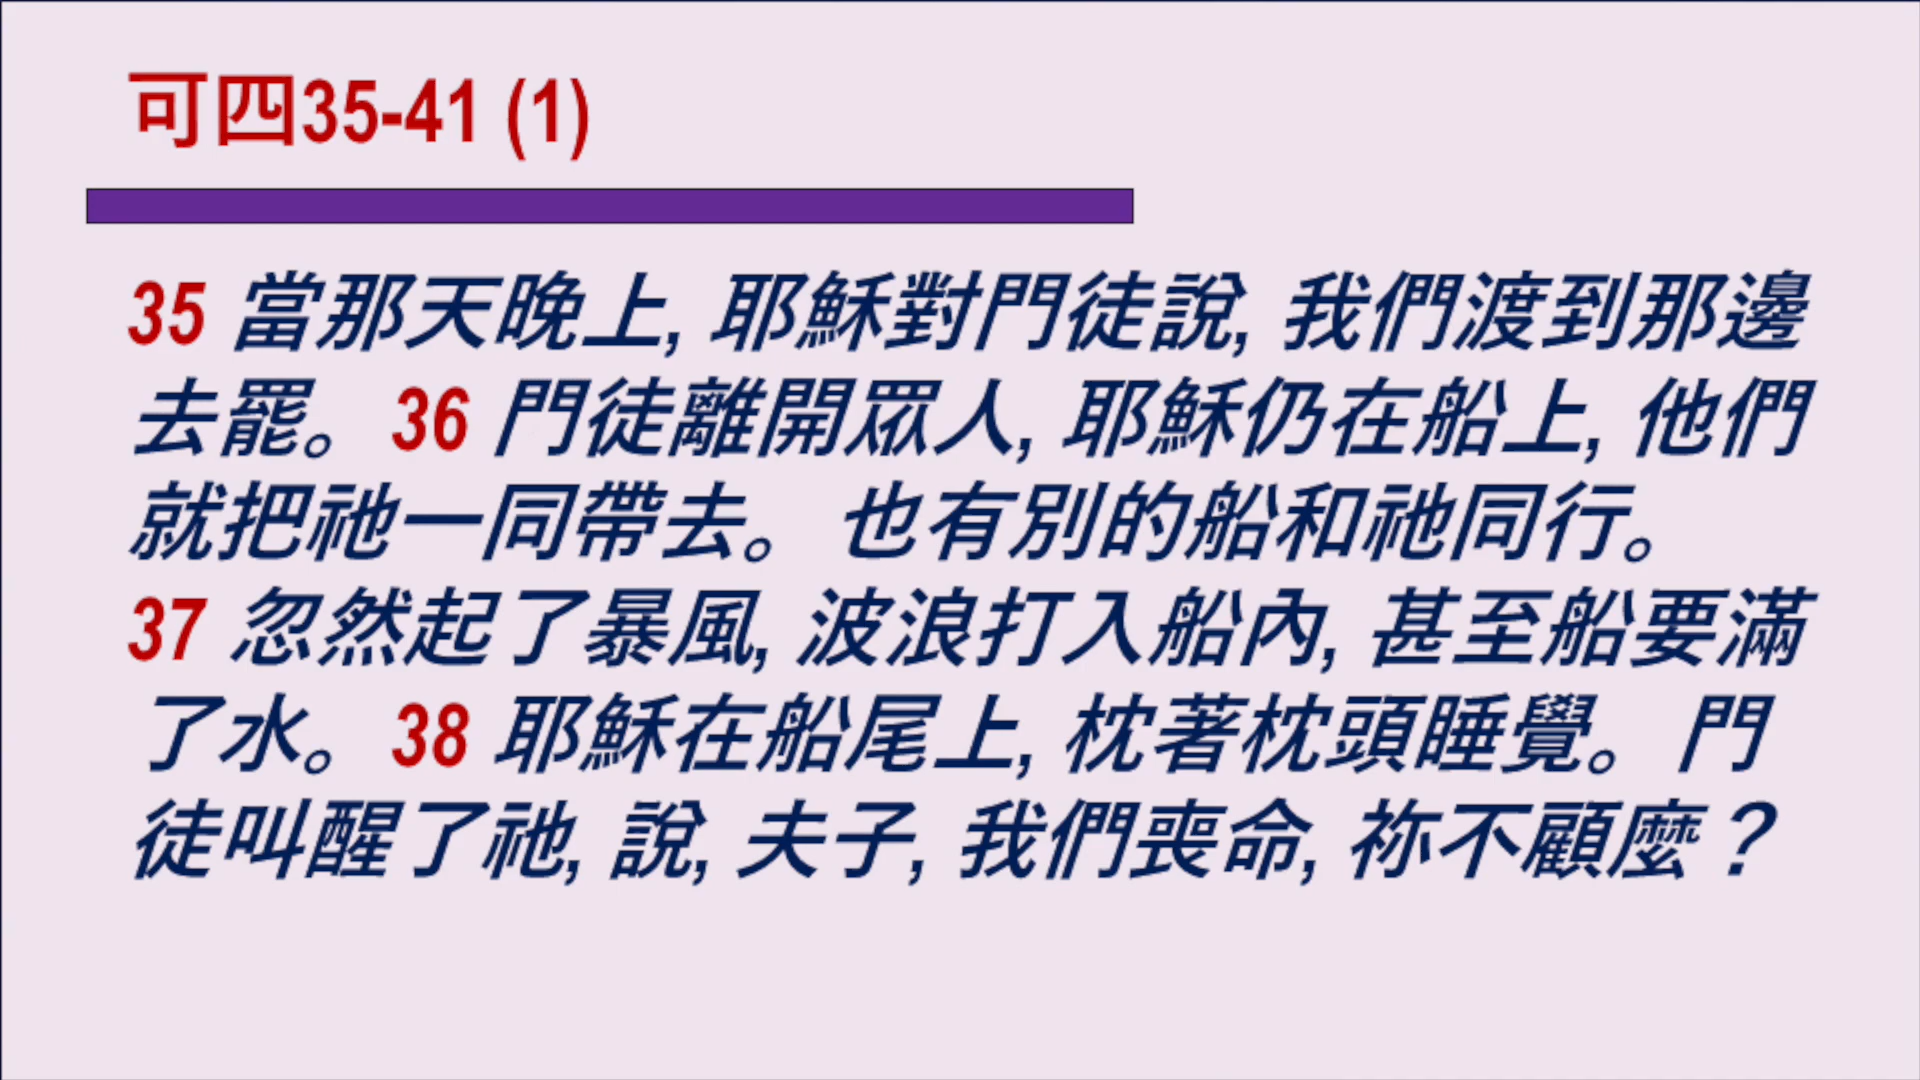 可四35-41 (1)
35 當那天晚上, 耶穌對門徒說, 我們渡到那邊
去罷。36 門徒離開眾人, 耶穌仍在船上, 他們
就把祂一同帶去。 也有別的船和祂同行。
37 忽然起了暴風, 波浪打入船內, 甚至船要滿
了水。38 耶穌在船尾上, 枕著枕頭睡覺。 門
徒叫醒了祂, 說, 夫子, 我們喪命, 祢不顧麼？